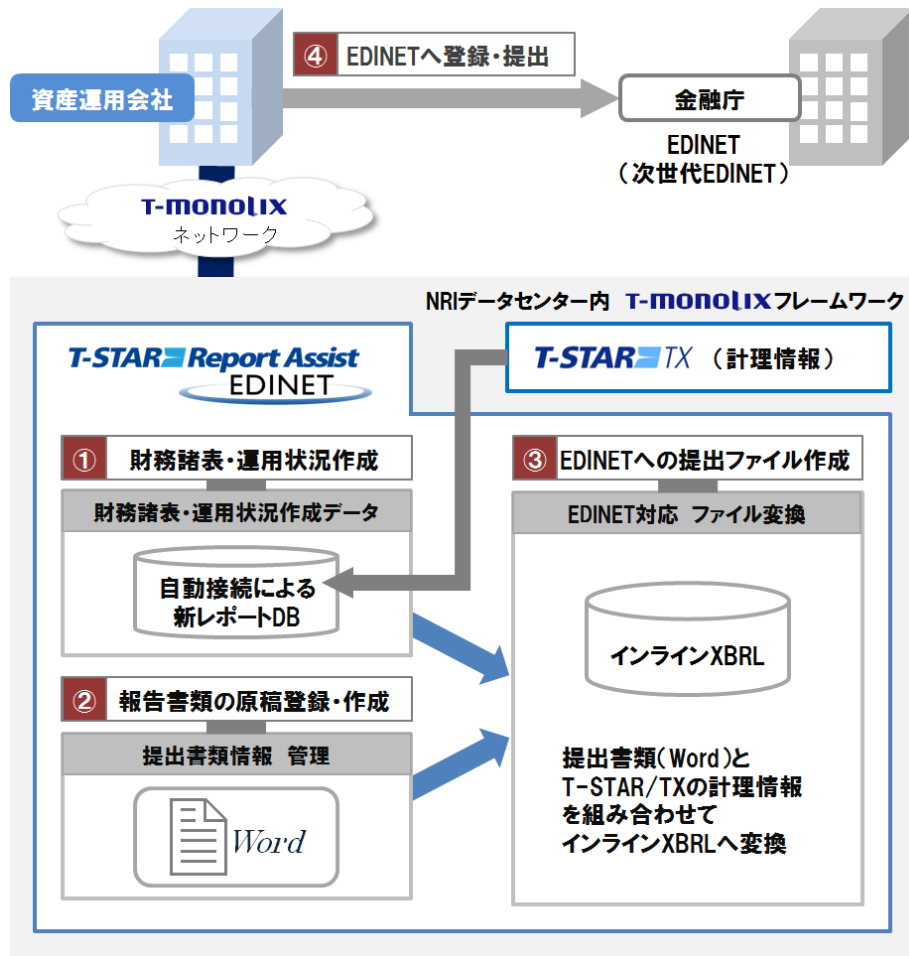 ④ EDINETへ登録・提出
資産運用会社
金融庁
EDINET
（次世代EDINET）
T-monolix
ネットワーク
NRIデータセンター内 T-monolixフレームワーク
T-STAR Report Assist
EDINET
T-STAR TX （計理情報）
① 財務諸表・運用状況作成
財務諸表・運用状況作成データ
自動接続による
新レポートDB
② 報告書類の原稿登録・作成
提出書類情報 管理
Word
③ EDINETへの提出ファイル作成
EDINET対応 ファイル変換
インラインXBRL
提出書類（Word）と
T-STAR/TXの計理情報
を組み合わせて
インラインXBRLへ変換